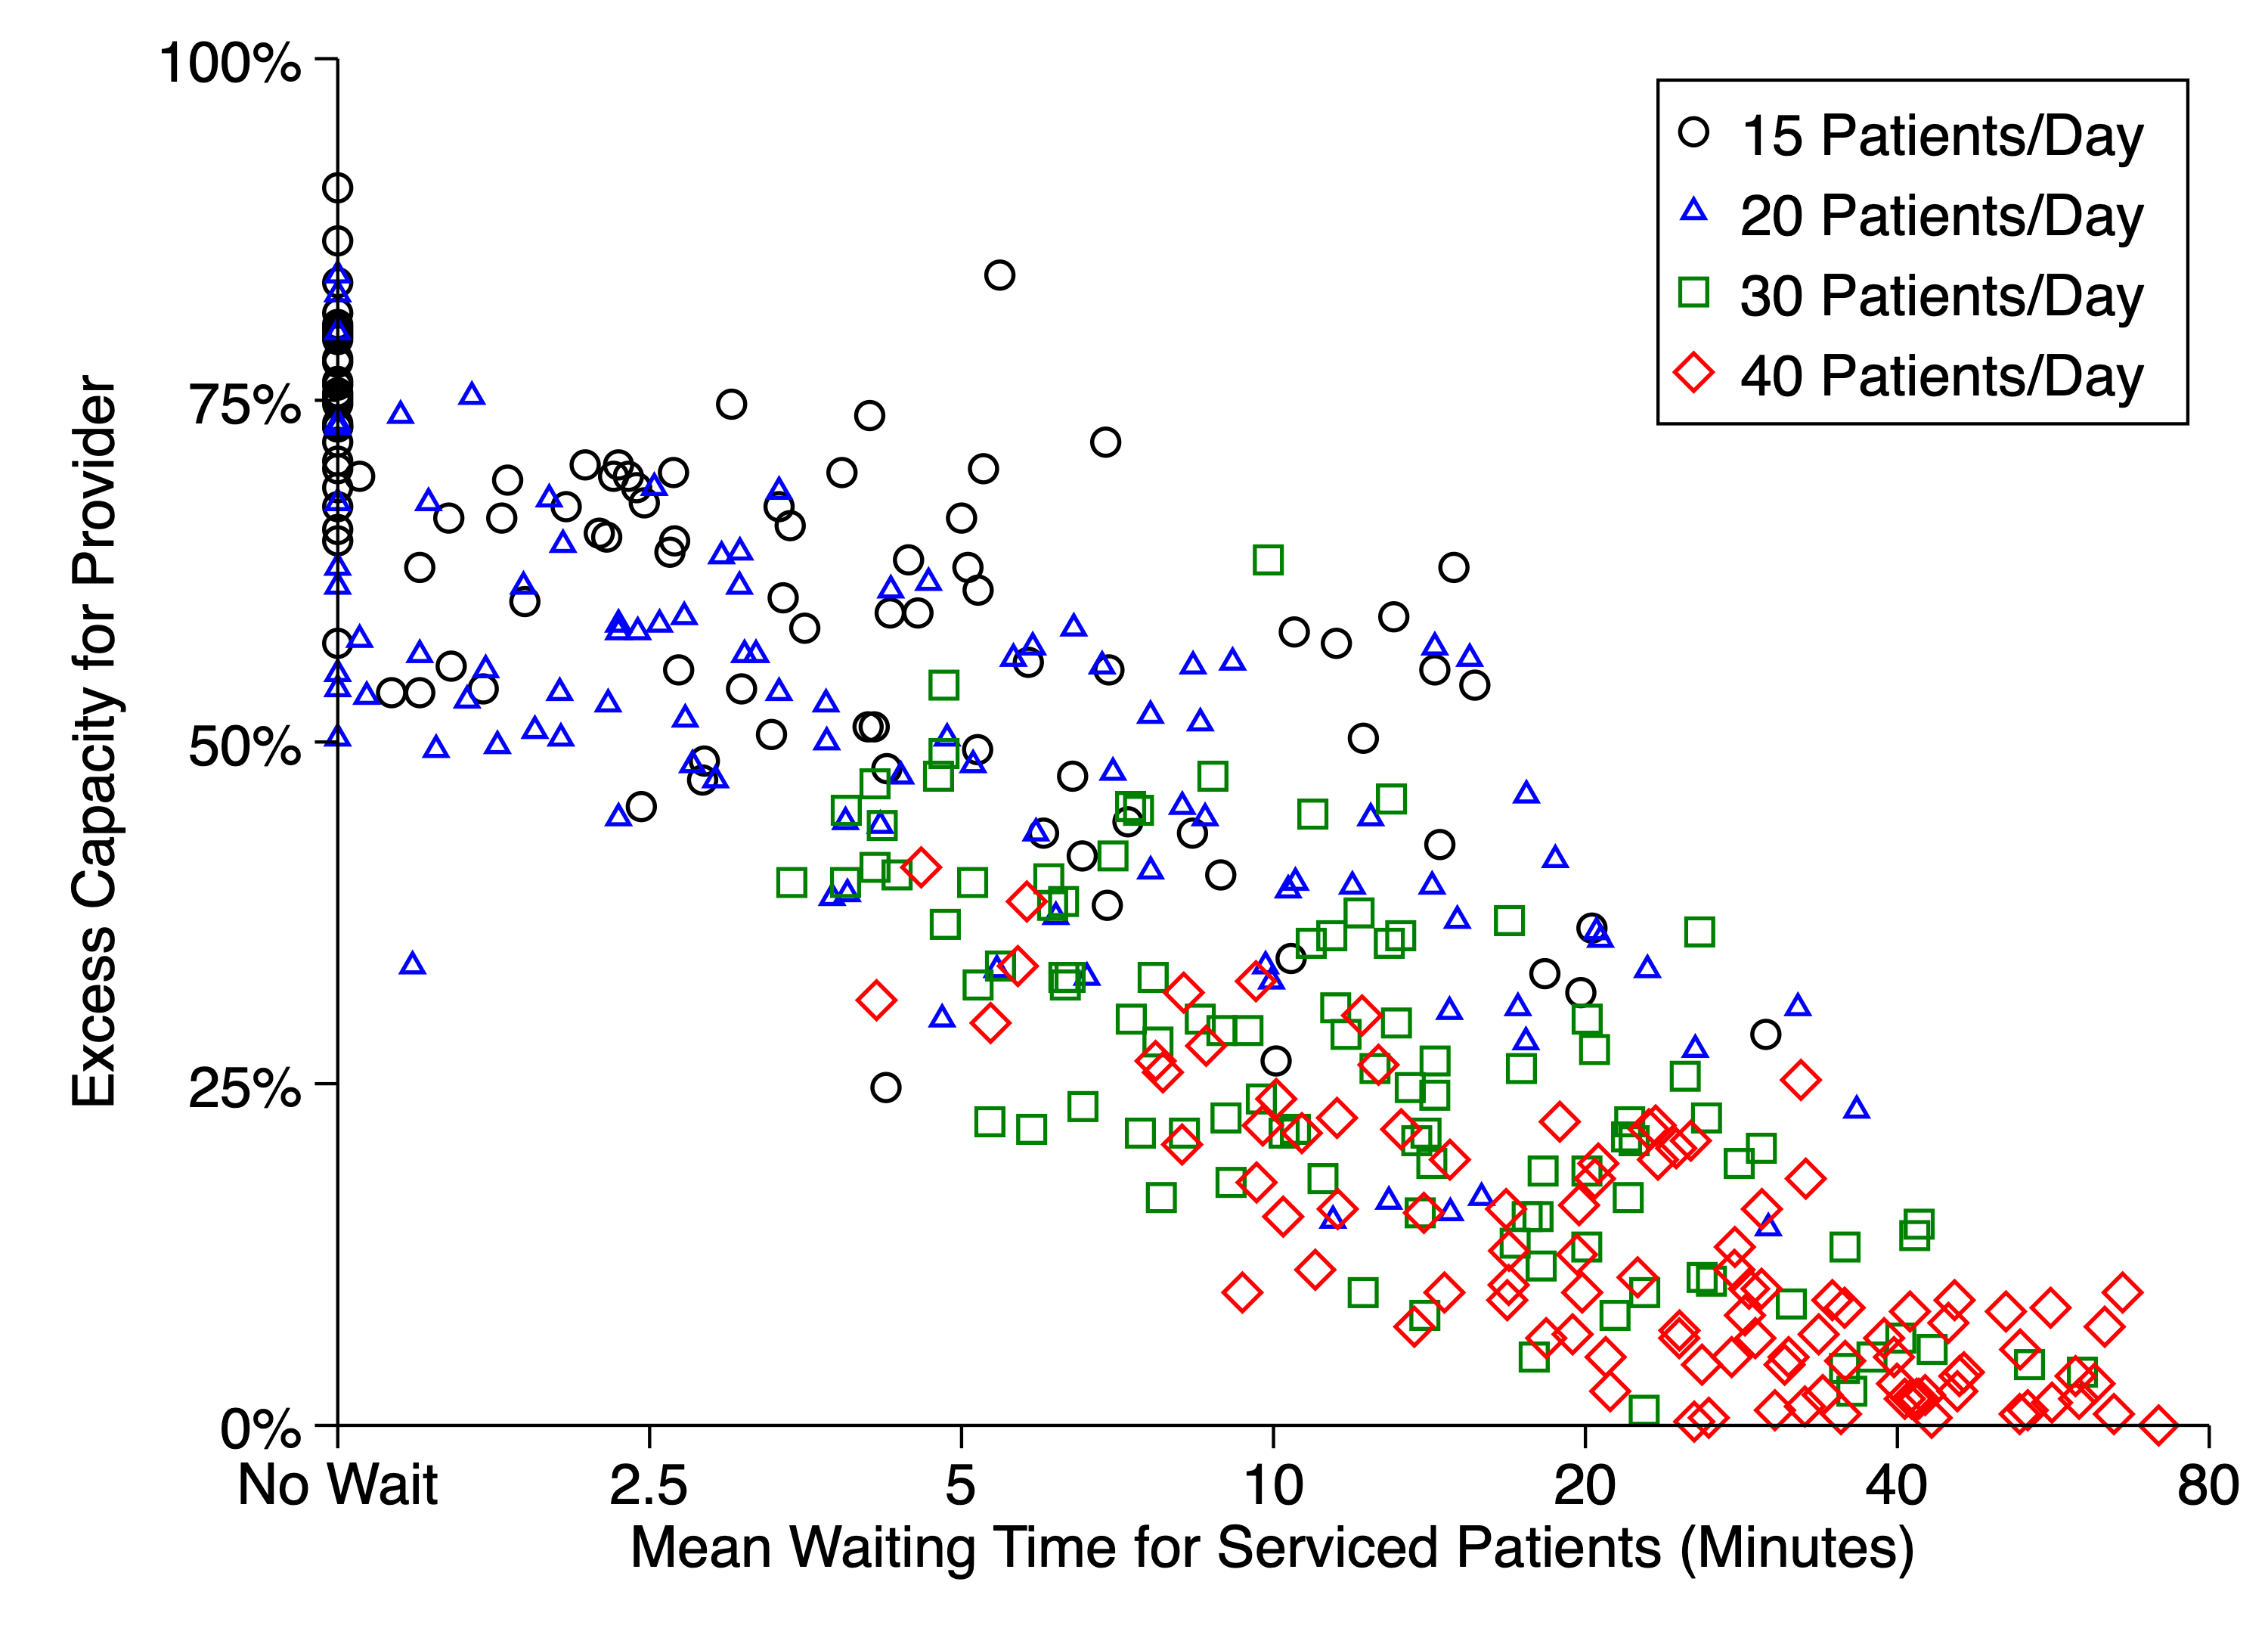 100%
15 Patients/Day
20 Patients/Day
30 Patients/Day
40 Patients/Day
75%
50%
25%
0%
Excess Capacity for Provider
No Wait 2.5 5 10 20 40 80
Mean Waiting Time for Serviced Patients (Minutes)